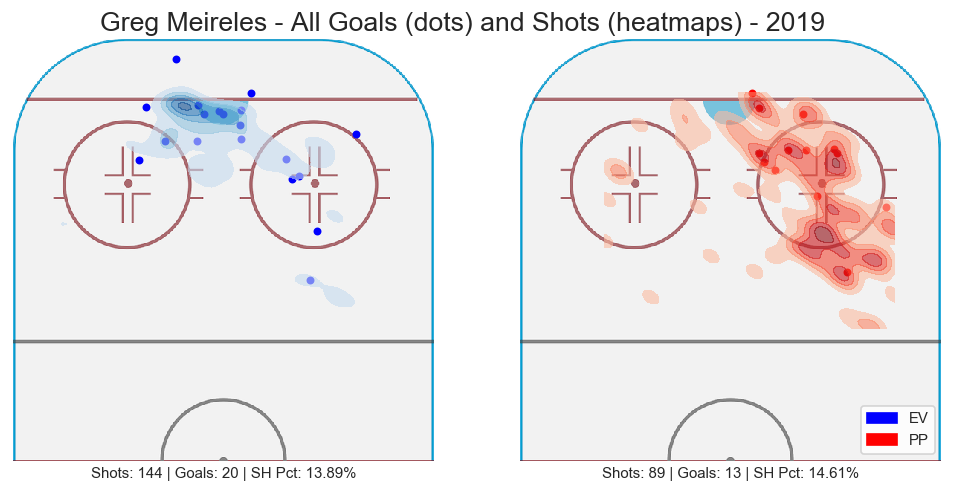 Greg Meireles - All Goals (dots) and Shots (heatmaps) - 2019
EV
PP
Shots: 144 | Goals: 20 | SH Pct: 13.89%
Shots: 89 | Goals: 13 | SH Pct: 14.61%